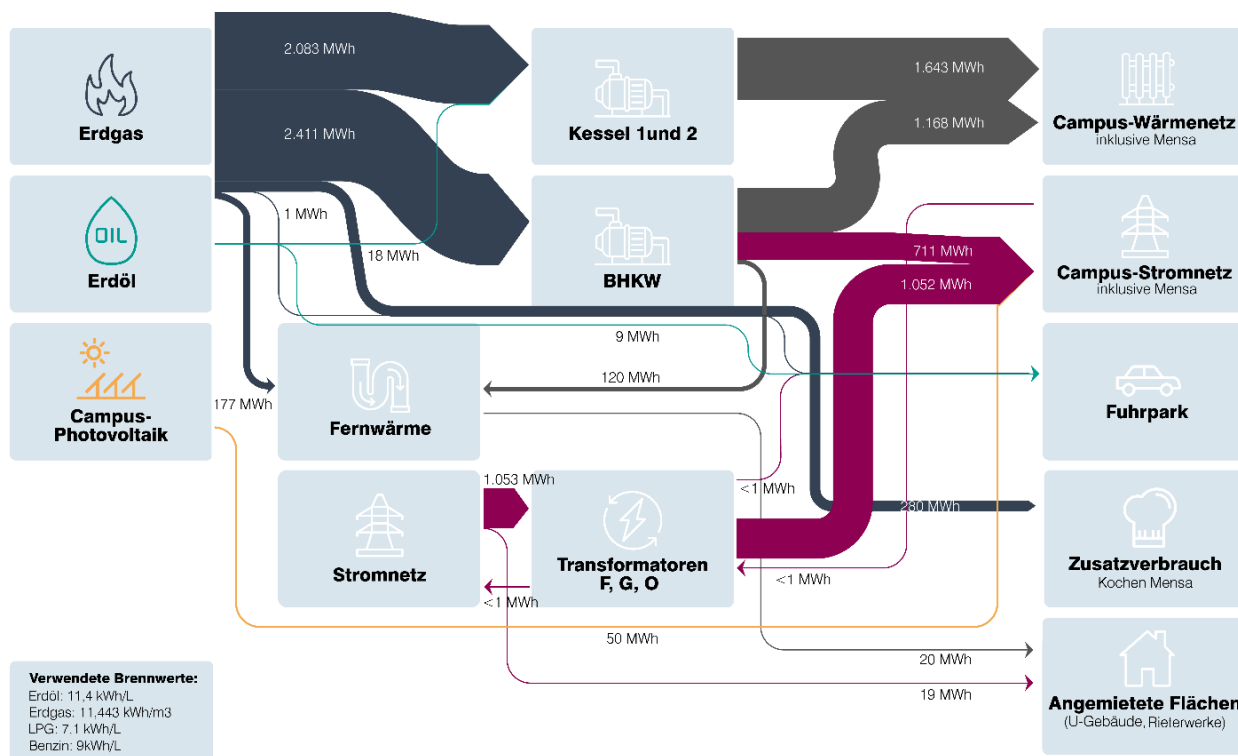 2.083 MWh
1.643 MWh
Erdgas
Kessel 1und 2
2.411 MWh
1.168 MWh
Campus-Wärmenetz
inklusive Mensa
1 MWh
18 MWh
OIL
Erdöl
BHKW
711 MWh
1.052 MWh
Campus-Stromnetz
inklusive Mensa
9 MWh
120 MWh
177 MWh
Campus-
Photovoltaik
Fernwärme
Fuhrpark
1.053 MWh
<1 MWh
280 MWh
Stromnetz
Transformatoren
F, G, O
<1 MWh
Zusatzverbrauch
Kochen Mensa
<1 MWh
50 MWh
20 MWh
19 MWh
Angemietete Flächen
(U-Gebäude, Rieterwerke)
Verwendete Brennwerte:
Erdöl: 11,4 kWh/L
Erdgas: 11,443 kWh/m3
LPG: 7.1 kWh/L
Benzin: 9kWh/L